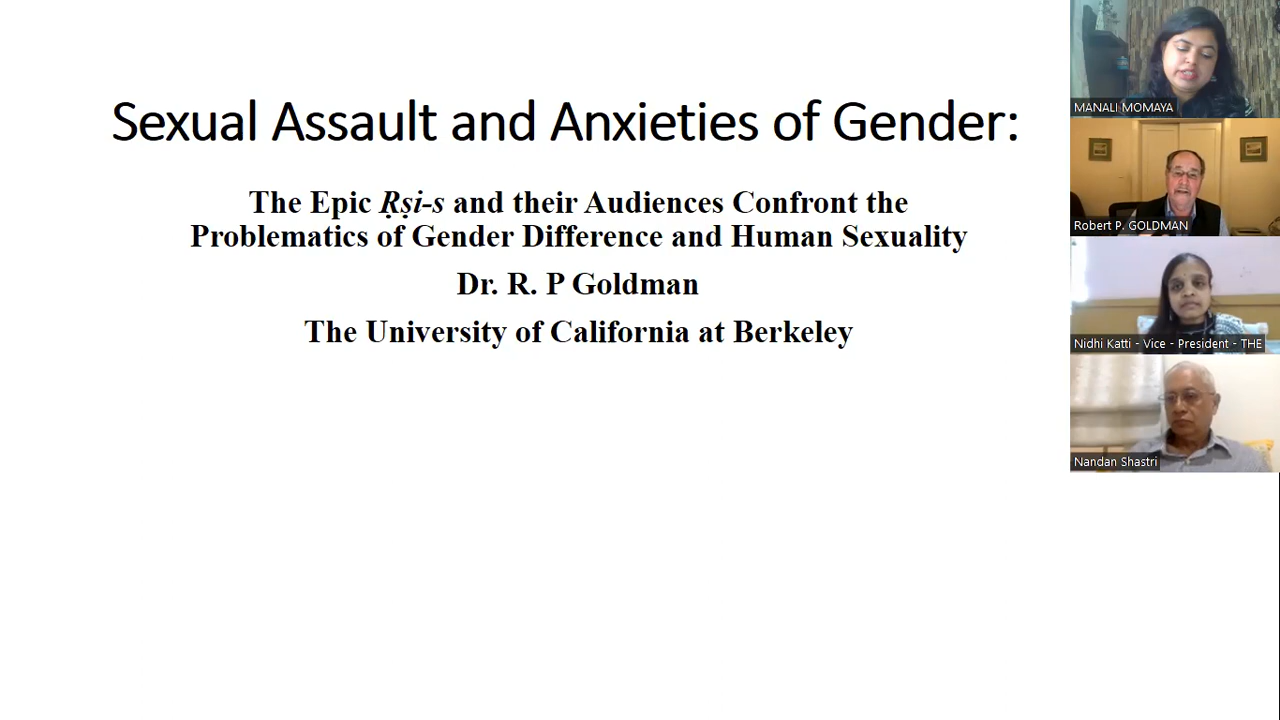 Sexual Assault and Anxieties of Gender:
The Epic Ṛṣi-s and their Audiences Confront the
Problematics of Gender Difference and Human Sexuality
Dr. R. P Goldman
The University of California at Berkeley
MANALI MOMAYA
Robert P. GOLDMAN
Nidhi Katti - Vice - President - THE
Nandan Shastri